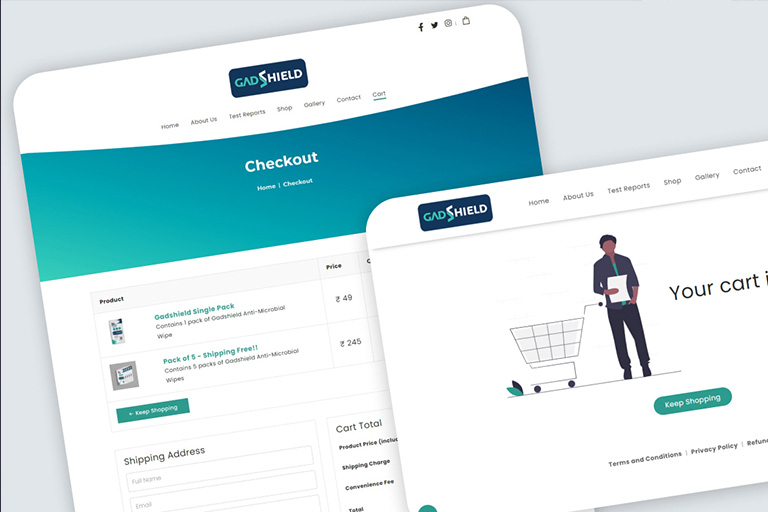 GADSHIELD
Home About Us Test Reports Shop Gallery Contact Cart
Checkout
Home | Checkout
Product Price
Gadshield Single Pack
Contains 1 pack of Gadshield Anti-Microbial
Wipe
₹ 49
Pack of 5 - Shipping Free!!
Contains 5 packs of Gadshield Anti-Microbial
Wipes
₹ 245
← Keep Shopping
Shipping Address
Full Name
Email
Cart Total
Product Price (inclu
Shipping Charge
Convenience Fee
Total
GADSHIELD
Home About Us Test Reports Shop Gallery Contact
Your cart i
Keep Shopping
Terms and Conditions | Privacy Policy | Refun